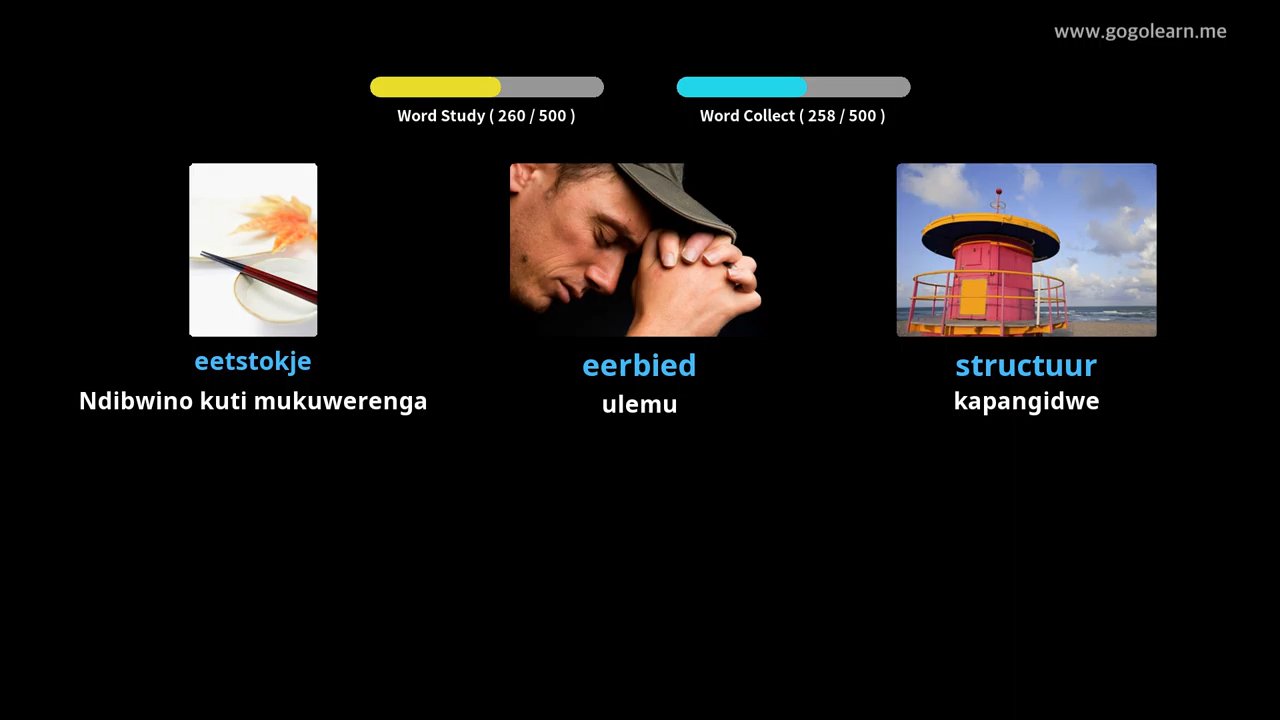 www.gogolearn.me
Word Study ( 260 / 500 )
Word Collect ( 258 / 500 )
eetstokje
Ndibwino kuti mukuwerenga
eerbied
ulemu
structuur
kapangidwe